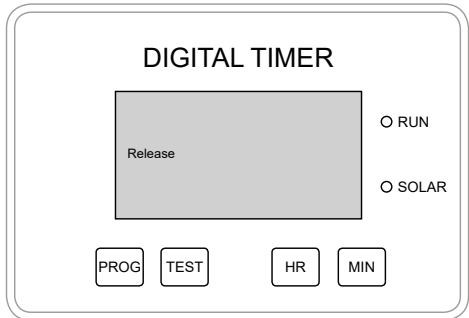 DIGITAL TIMER
RUN
Release
SOLAR
PROG TEST HR MIN